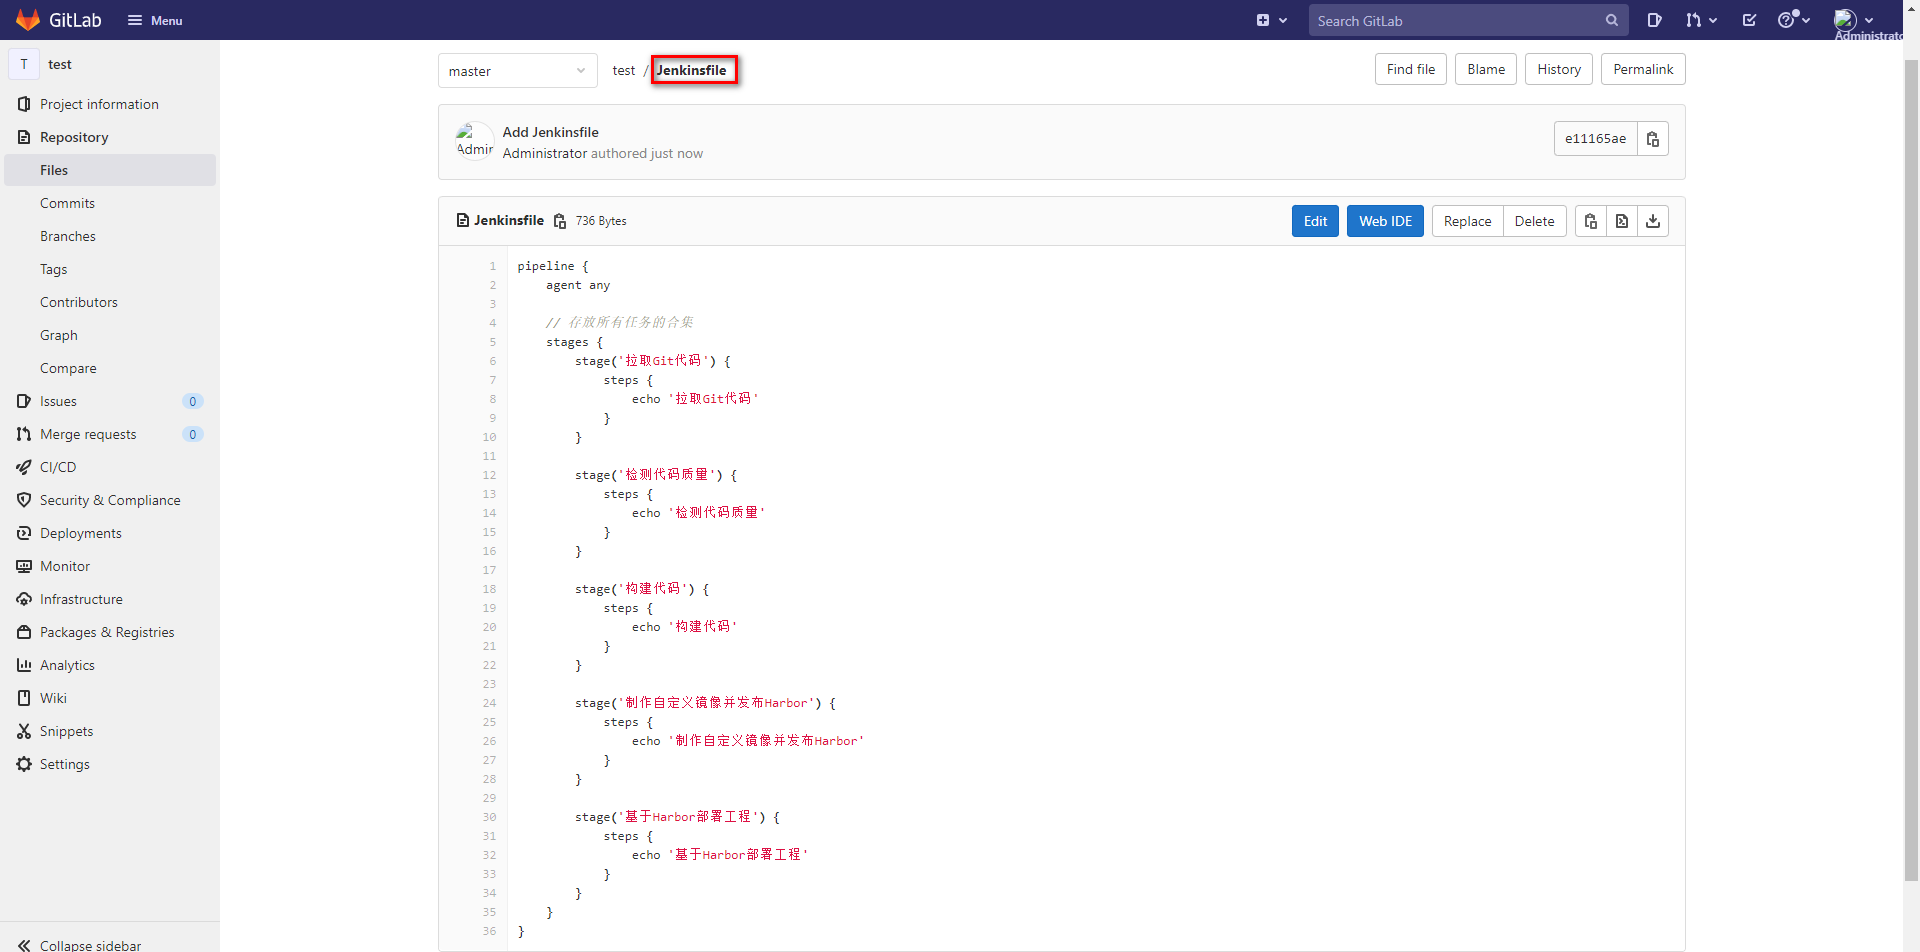 GitLab
Menu
Search GitLab
Administrato
T test
Project information
Repository
Files
Commits
Branches
Tags
Contributors
Graph
Compare
Issues 0
Merge requests 0
CI/CD
Security & Compliance
Deployments
Monitor
Infrastructure
Packages & Registries
Analytics
Wiki
Snippets
Settings
Collapse sidebar
master
test / Jenkinsfile
Find file
Blame
History
Permalink
Admir
Add Jenkinsfile
Administrator authored just now
e11165ae
Jenkinsfile 736 Bytes
Edit
Web IDE
Replace
Delete
1 pipeline {
2 agent any
3
4 // 存放所有任务的合集
5 stages {
6 stage('拉取Git代码') {
7 steps {
8 echo '拉取Git代码'
9 }
10 }
11
12 stage('检测代码质量') {
13 steps {
14 echo '检测代码质量'
15 }
16 }
17
18 stage('构建代码') {
19 steps {
20 echo '构建代码'
21 }
22 }
23
24 stage('制作自定义镜像并发布Harbor') {
25 steps {
26 echo '制作自定义镜像并发布Harbor'
27 }
28 }
29
30 stage('基于Harbor部署工程') {
31 steps {
32 echo '基于Harbor部署工程'
33 }
34 }
35 }
36 }